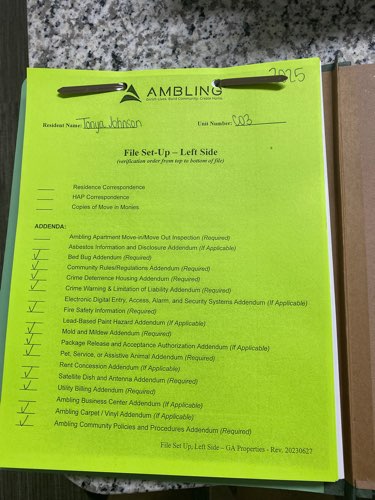 2025
AMBLING
Resident Name: Tonya Johnson Unit Number: C03
File Set-Up – Left Side
(verification order from top to bottom of file)
Residence Correspondence
HAP Correspondence
Copies of Move in Monies
ADDENDA:
Ambling Apartment Move-in/Move Out Inspection (Required)
Asbestos Information and Disclosure Addendum (If Applicable)
Bed Bug Addendum (Required)
Community Rules/Regulations Addendum (Required)
Crime Deterrence Housing Addendum (Required)
Crime Warning & Limitation of Liability Addendum (Required)
Electronic Digital Entry, Access, Alarm, and Security Systems Addendum (If Applicable)
Fire Safety Information (Required)
Lead-Based Paint Hazard Addendum (If Applicable)
Mold and Mildew Addendum (Required)
Package Release and Acceptance Authorization Addendum (If Applicable)
Pet, Service, or Assistive Animal Addendum (Required)
Rent Concession Addendum (If Applicable)
Satellite Dish and Antenna Addendum (Required)
Utility Billing Addendum (Required)
Ambling Business Center Addendum (If Applicable)
Ambling Carpet / Vinyl Addendum (If Applicable)
Ambling Community Policies and Procedures Addendum (Required)
File Set Up, Left Side – GA Properties - Rev. 20230627